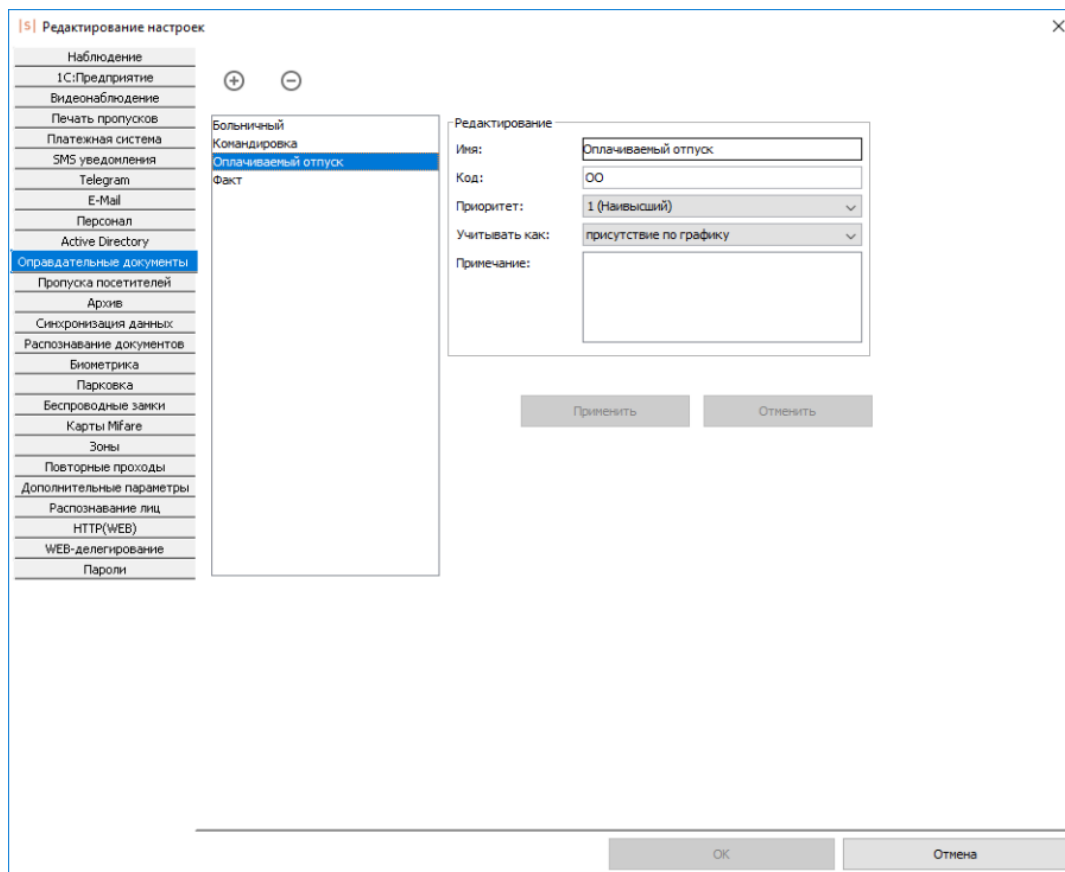 |S| Редактирование настроек
Наблюдение
1С:Предприятие
Видеонаблюдение
Печать пропусков
Платежная система
SMS уведомления
Telegram
E-Mail
Персонал
Active Directory
Оправдательные документы
Пропуска посетителей
Архив
Синхронизация данных
Распознавание документов
Биометрика
Парковка
Беспроводные замки
Карты Mifare
Зоны
Повторные проходы
Дополнительные параметры
Распознавание лиц
HTTP(WEB)
WEB-делегирование
Пароли
Больничный
Командировка
Оплачиваемый отпуск
Факт
Редактирование
Имя: Оплачиваемый отпуск
Код: ОО
Приоритет: 1 (Наивысший)
Учитывать как: присутствие по графику
Примечание:
Применить Отменить
OK Отмена